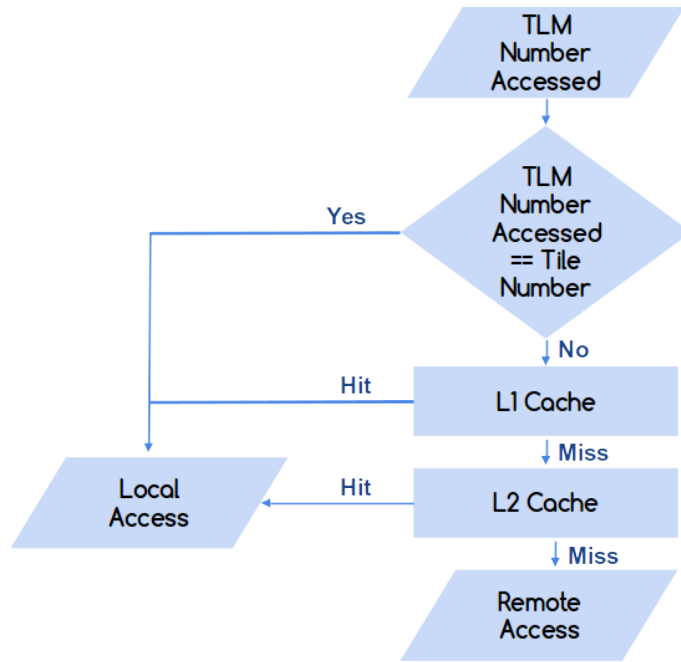 TLM
Number
Accessed
TLM
Number
Accessed
== Tile
Number
Yes
No
Hit
L1 Cache
Miss
Local
Access
Hit
L2 Cache
Miss
Remote
Access